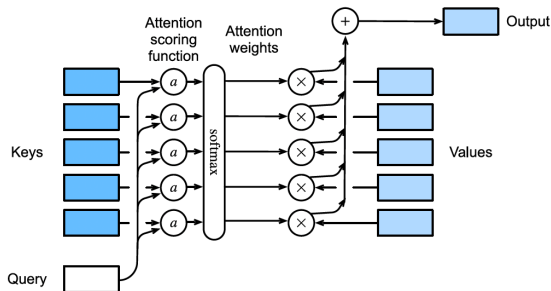 Attention
scoring
function
Attention
weights
+
Output
Keys
a
a
a
a
a
softmax
×
×
×
×
×
Values
Query